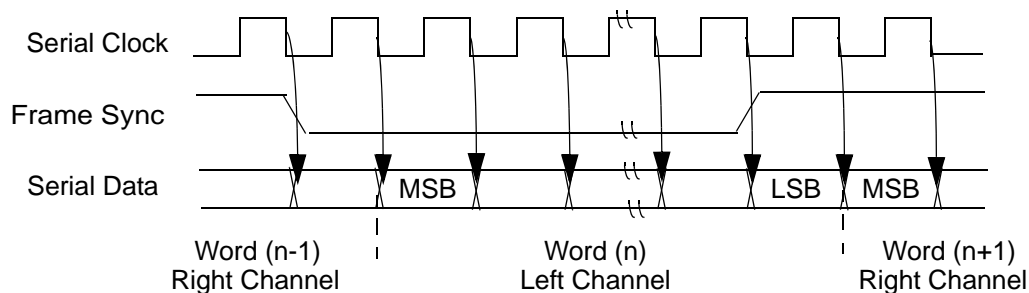 Serial Clock
Frame Sync
Serial Data
MSB
LSB
MSB
Word (n-1)
Right Channel
Word (n)
Left Channel
Word (n+1)
Right Channel